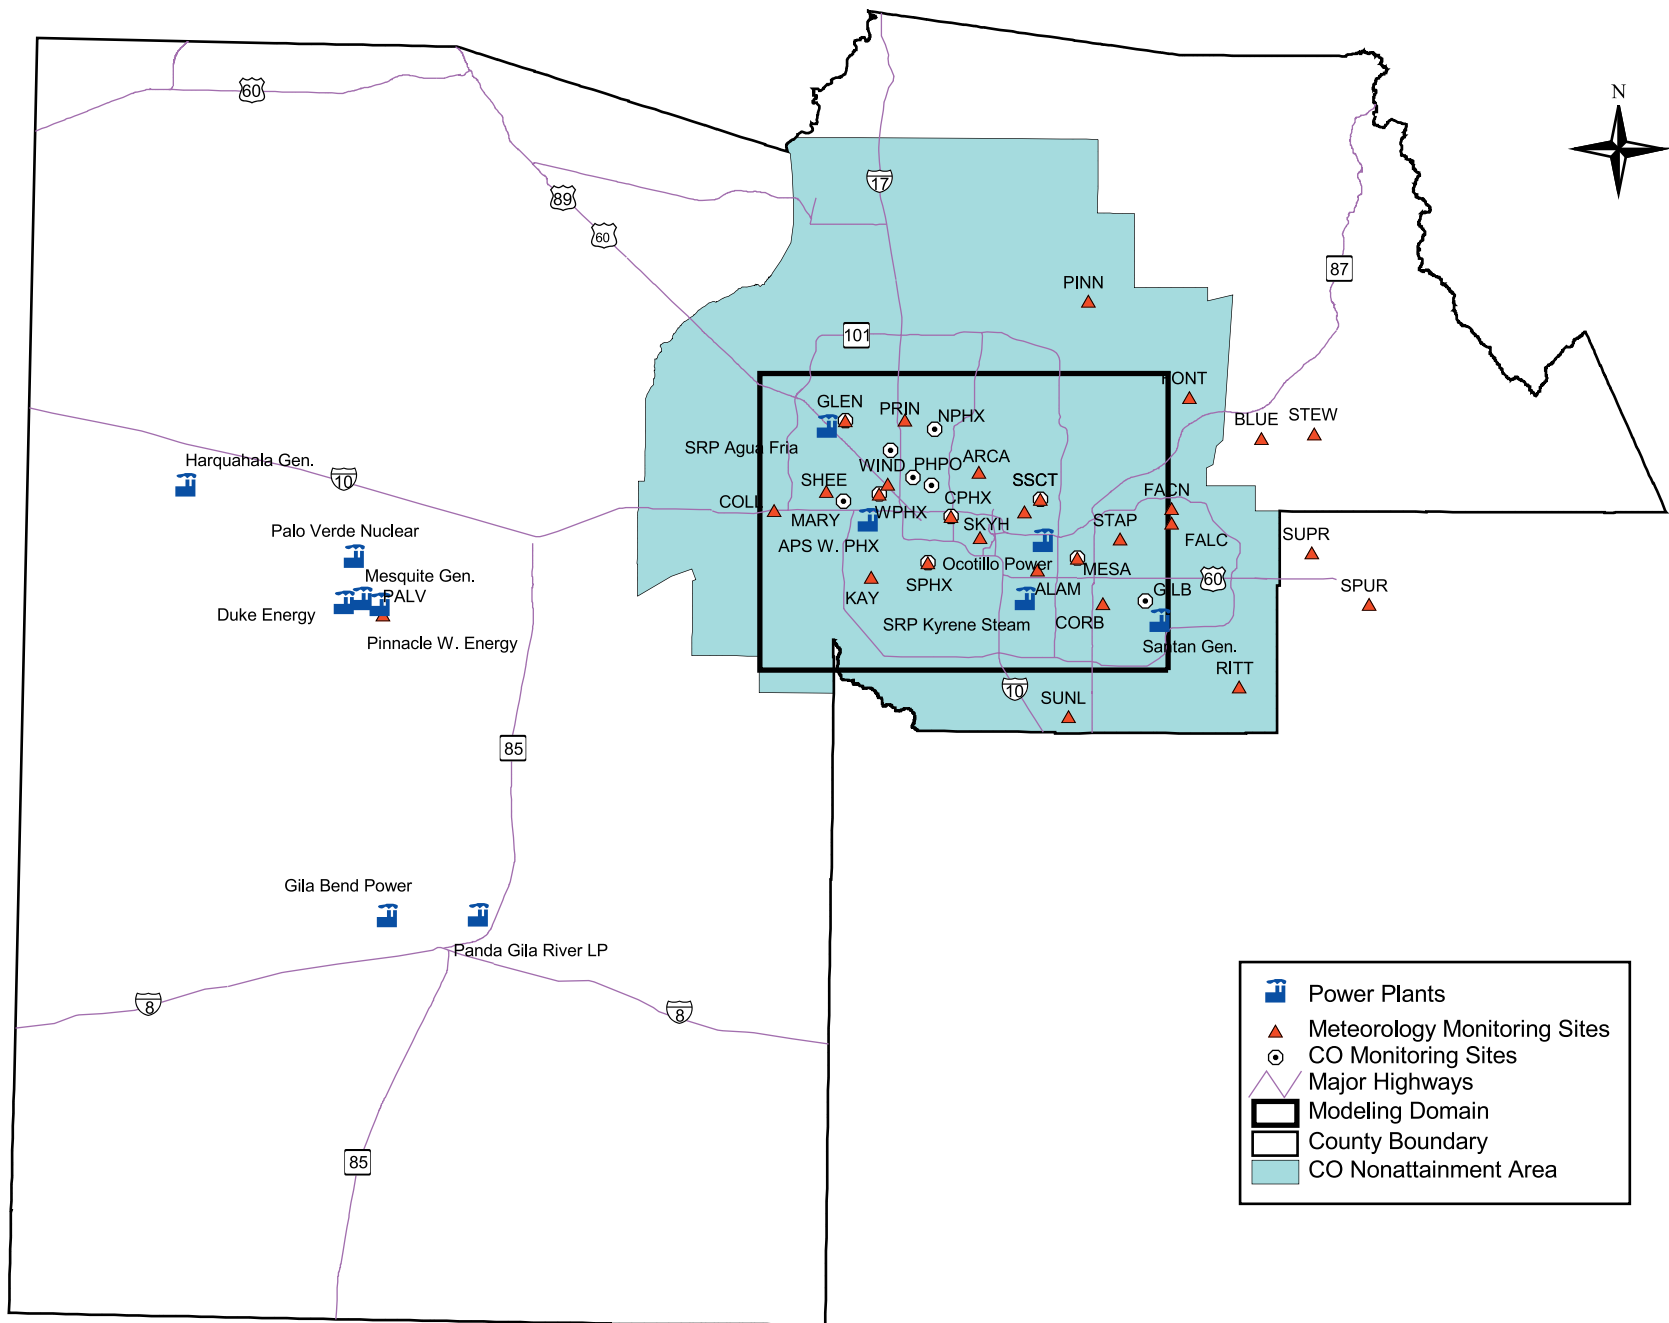 N
60
17
89
60
87
PINN
101
FONT
GLEN
PRIN
NPHX
BLUE
STEW
SRP Agua Fria
Harquahala Gen.
10
WIND
PHPO
ARCA
SHEE
SSCT
COLL
MARY
WPHX
CPHX
FACN
SKYH
STAP
Palo Verde Nuclear
APS W. PHX
FALC
SUPR
Mesquite Gen.
Ocotillo Power
MESA
60
PALV
KAY
SPHX
ALAM
GILB
SPUR
Duke Energy
SRP Kyrene Steam
CORB
Pinnacle W. Energy
Santan Gen.
RITT
10
SUNL
85
Gila Bend Power
Panda Gila River LP
8
8
85
Power Plants
Meteorology Monitoring Sites
CO Monitoring Sites
Major Highways
Modeling Domain
County Boundary
CO Nonattainment Area